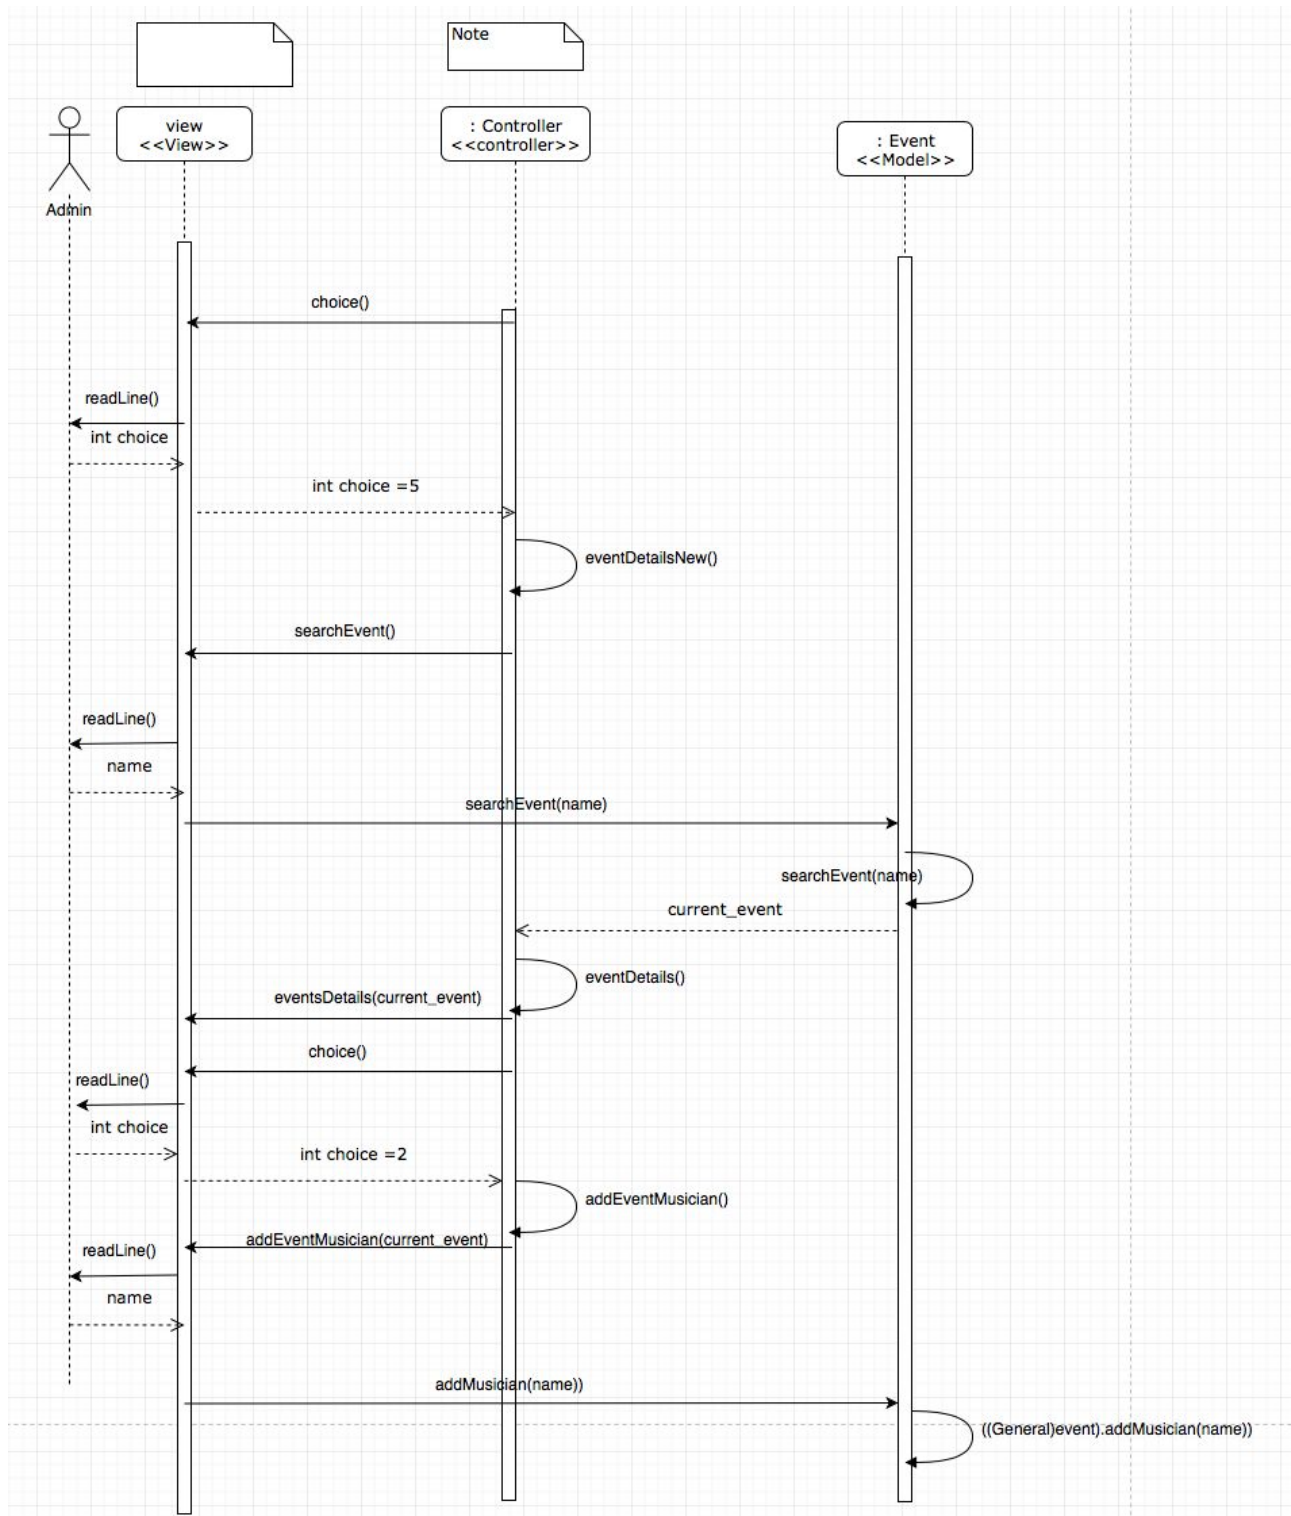 Note
view
<<View>>
: Controller
<<controller>>
: Event
<<Model>>
Admin
choice()
readLine()
int choice
int choice =5
eventDetailsNew()
searchEvent()
readLine()
name
searchEvent(name)
searchEvent(name)
current_event
eventDetails()
eventsDetails(current_event)
choice()
readLine()
int choice
int choice =2
addEventMusician()
addEventMusician(current_event)
readLine()
name
addMusician(name))
((General)event).addMusician(name))